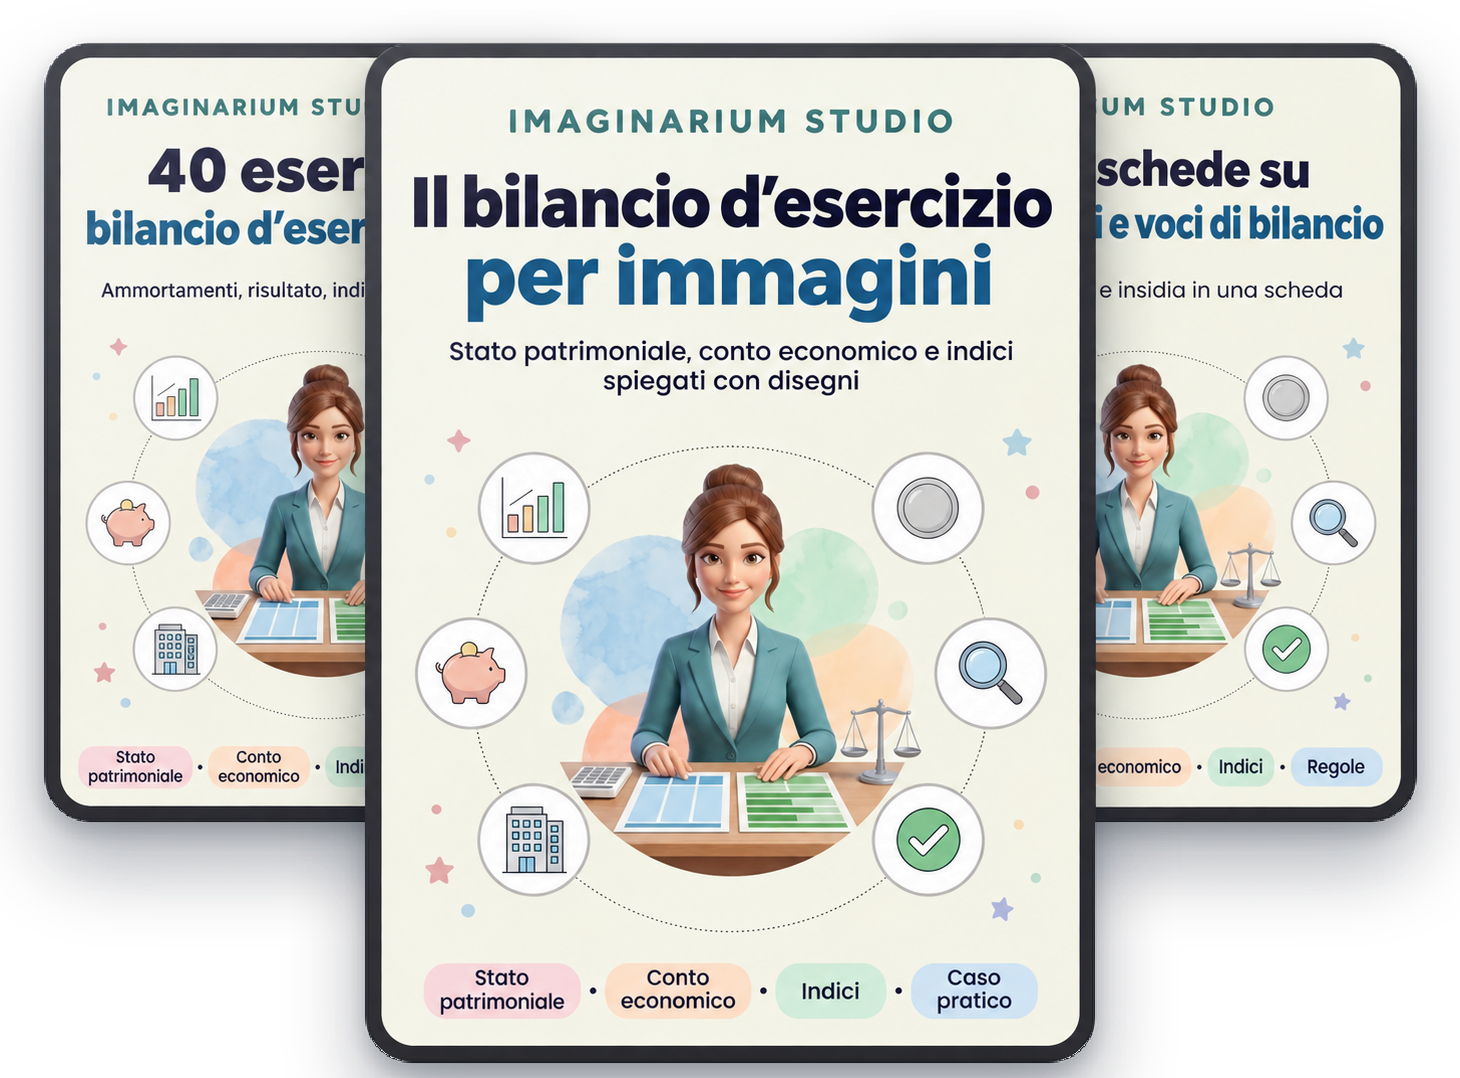 IMAGINARIUM STU
40 eser
bilancio d’eser
Ammortamenti, risultato, indi
Stato
patrimoniale
•
Conto
economico
•
Indi
IMAGINARIUM STUDIO
Il bilancio d’esercizio
per immagini
Stato patrimoniale, conto economico e indici
spiegati con disegni
Stato
patrimoniale
•
Conto
economico
•
Indici
•
Caso
pratico
UM STUDIO
schede su
i e voci di bilancio
e insidia in una scheda
economico • Indici • Regole